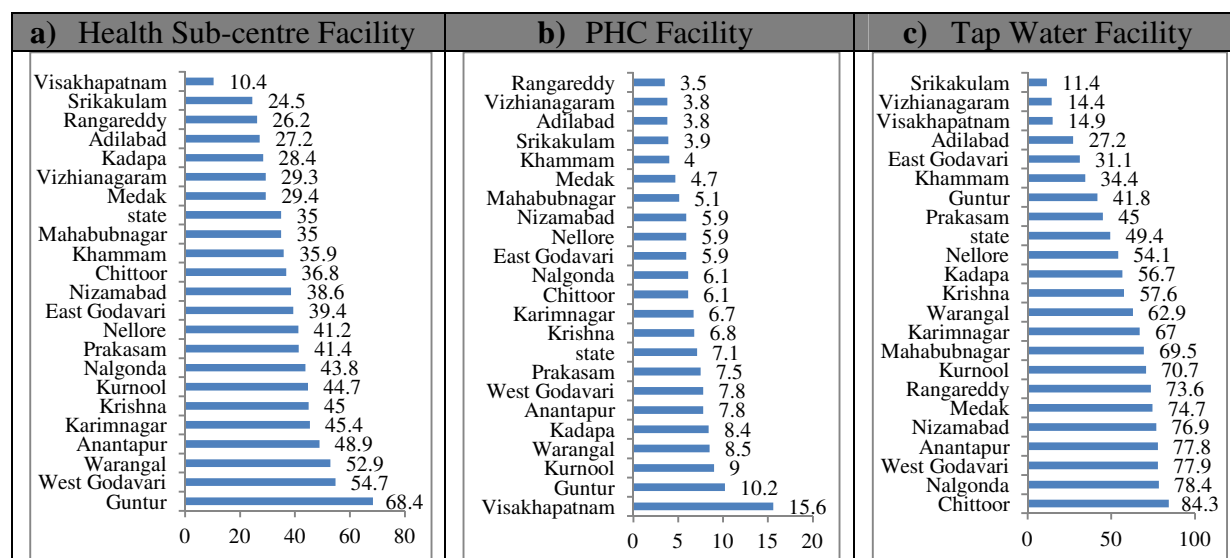 a) Health Sub-centre Facility
Visakhapatnam 10.4
Srikakulam 24.5
Rangareddy 26.2
Adilabad 27.2
Kadapa 28.4
Vizhianagaram 29.3
Medak 29.4
state 35
Mahabubnagar 35
Khammam 35.9
Chittoor 36.8
Nizamabad 38.6
East Godavari 39.4
Nellore 41.2
Prakasam 41.4
Nalgonda 43.8
Kurnool 44.7
Krishna 45
Karimnagar 45.4
Anantapur 48.9
Warangal 52.9
West Godavari 54.7
Guntur 68.4
0 20 40 60 80
b) PHC Facility
Rangareddy 3.5
Vizhianagaram 3.8
Adilabad 3.8
Srikakulam 3.9
Khammam 4
Medak 4.7
Mahabubnagar 5.1
Nizamabad 5.9
Nellore 5.9
East Godavari 5.9
Nalgonda 6.1
Chittoor 6.1
Karimnagar 6.7
Krishna 6.8
state 7.1
Prakasam 7.5
West Godavari 7.8
Anantapur 7.8
Kadapa 8.4
Warangal 8.5
Kurnool 9
Guntur 10.2
Visakhapatnam 15.6
0 5 10 15 20
c) Tap Water Facility
Srikakulam 11.4
Vizhianagaram 14.4
Visakhapatnam 14.9
Adilabad 27.2
East Godavari 31.1
Khammam 34.4
Guntur 41.8
Prakasam 45
state 49.4
Nellore 54.1
Kadapa 56.7
Krishna 57.6
Warangal 62.9
Karimnagar 67
Mahabubnagar 69.5
Kurnool 70.7
Rangareddy 73.6
Medak 74.7
Nizamabad 76.9
Anantapur 77.8
West Godavari 77.9
Nalgonda 78.4
Chittoor 84.3
0 50 100